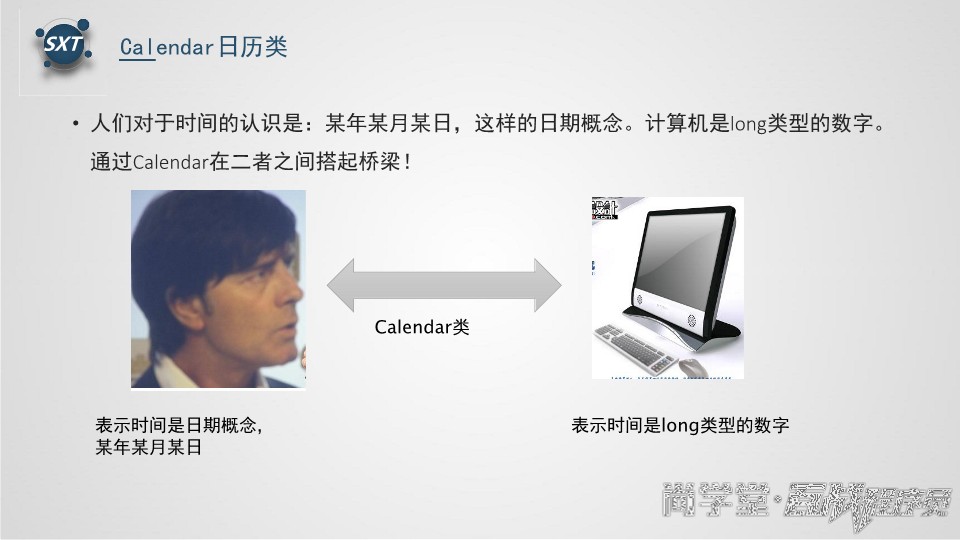 SXT
Calendar日历类
• 人们对于时间的认识是：某年某月某日，这样的日期概念。计算机是long类型的数字。
通过Calendar在二者之间搭起桥梁！
Calendar类
表示时间是日期概念，
某年某月某日
表示时间是long类型的数字
尚学堂·百战程序员